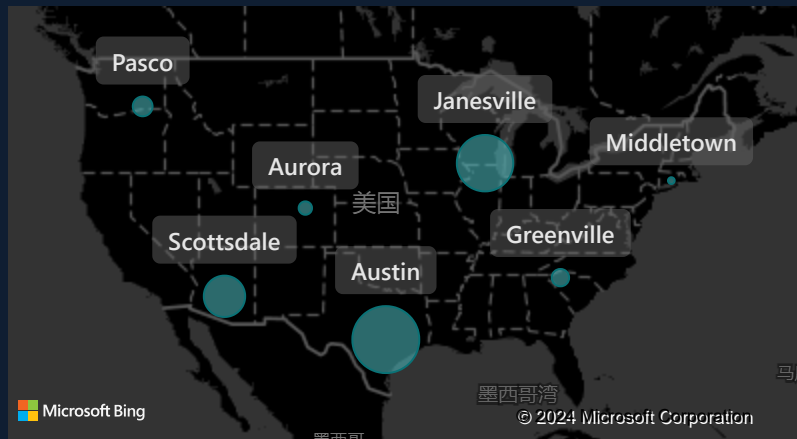 Pasco
Janesville
Middletown
Aurora
美国
Scottsdale
Greenville
Austin
墨西哥湾
Microsoft Bing
© 2024 Microsoft Corporation